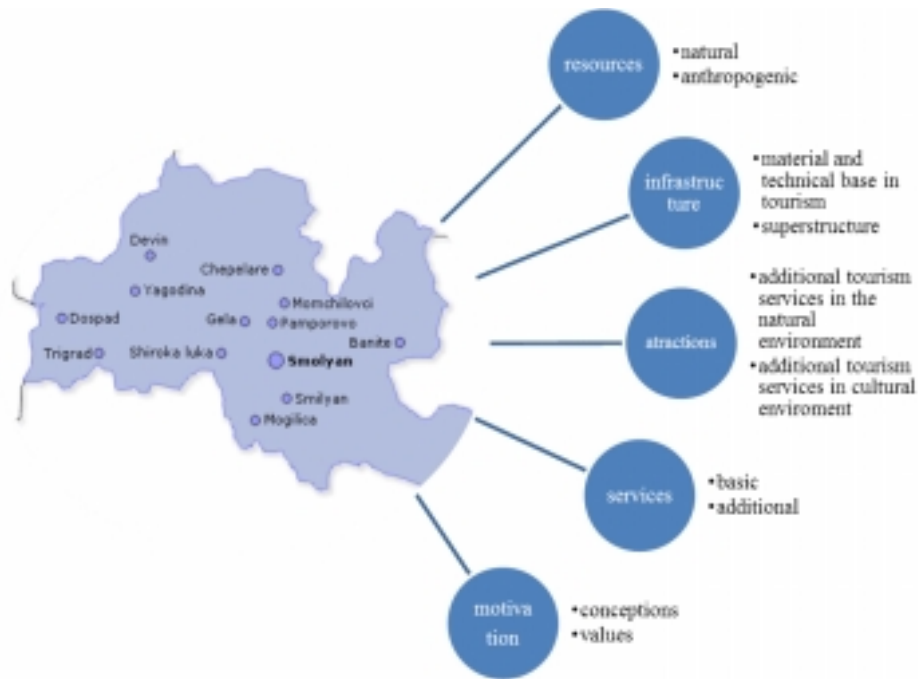 resources
•natural
•anthropogenic
infrastruc
ture
•material and
technical base in
tourism
•superstructure
atractions
•additional tourism
services in the
natural
environment
•additional tourism
services in cultural
enviroment
services
•basic
•additional
motiva
tion
•conceptions
•values
Devin
Chepelare
Yagodina
Momchilovci
Dospad
Gela
Pamporovo
Banite
Trigrad
Shiroka luka
Smolyan
Smilyan
Mogilica